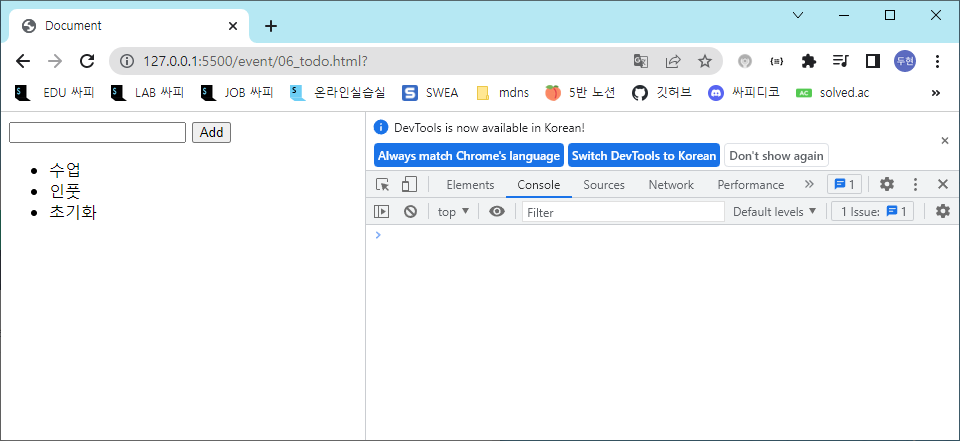 Document
127.0.0.1:5500/event/06_todo.html?
두현
EDU 싸피 LAB 싸피 JOB 싸피 온라인실습실 SWEA mdns 5반 노션 깃허브 싸피디코 solved.ac
Add
수업
인풋
초기화
DevTools is now available in Korean!
Always match Chrome's language Switch DevTools to Korean Don't show again
Elements Console Sources Network Performance 1
top Filter Default levels 1 Issue: 1